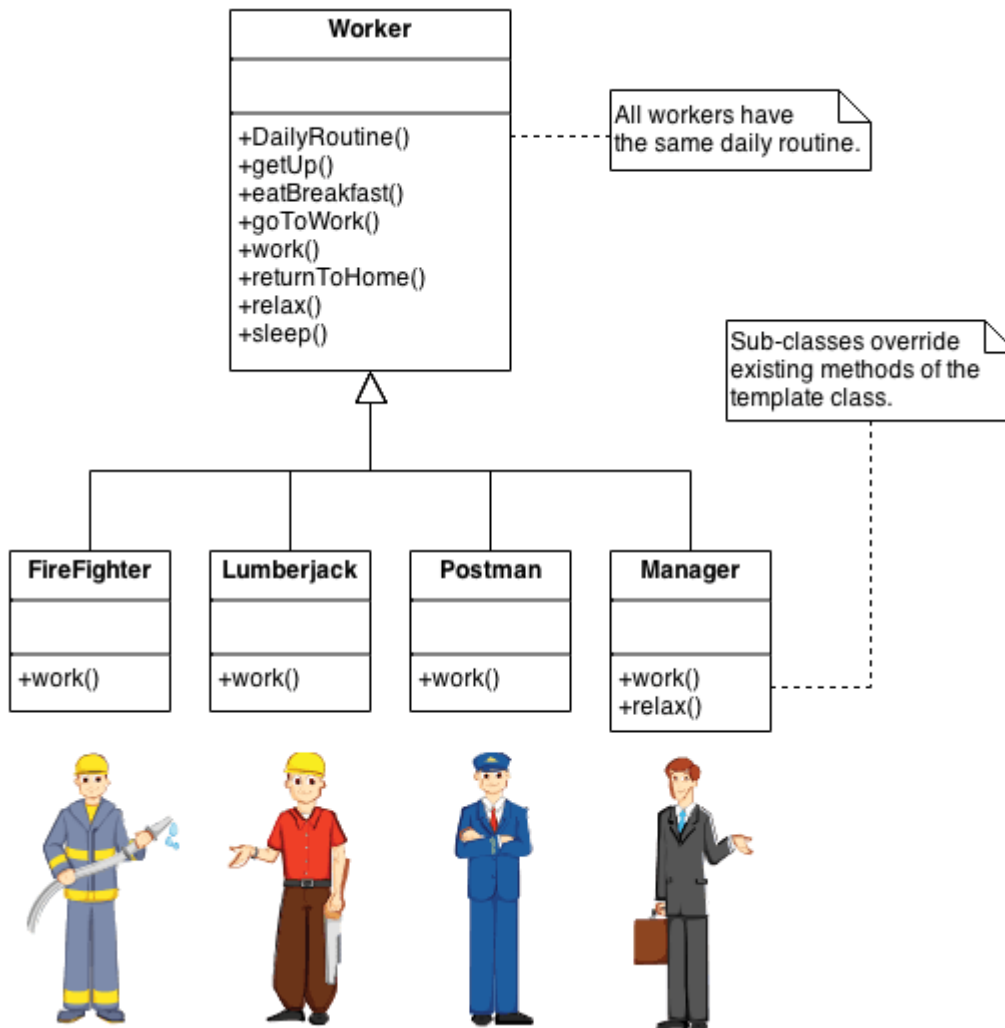 Worker
+DailyRoutine()
+getUp()
+eatBreakfast()
+goToWork()
+work()
+returnToHome()
+relax()
+sleep()
All workers have
the same daily routine.
Sub-classes override
existing methods of the
template class.
FireFighter
+work()
Lumberjack
+work()
Postman
+work()
Manager
+work()
+relax()